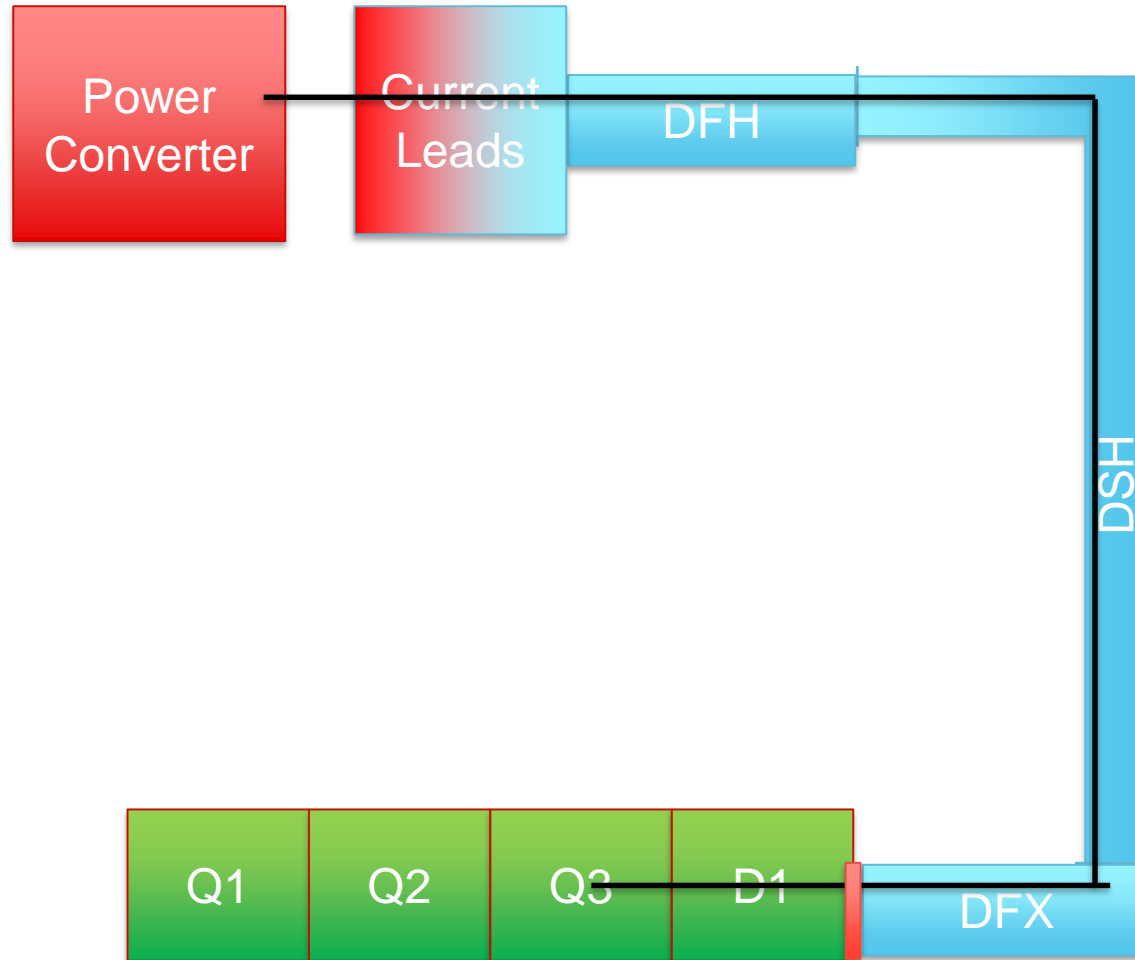 Power
Converter
Current
Leads
DFH
DSH
Q1
Q2
Q3
D1
DFX